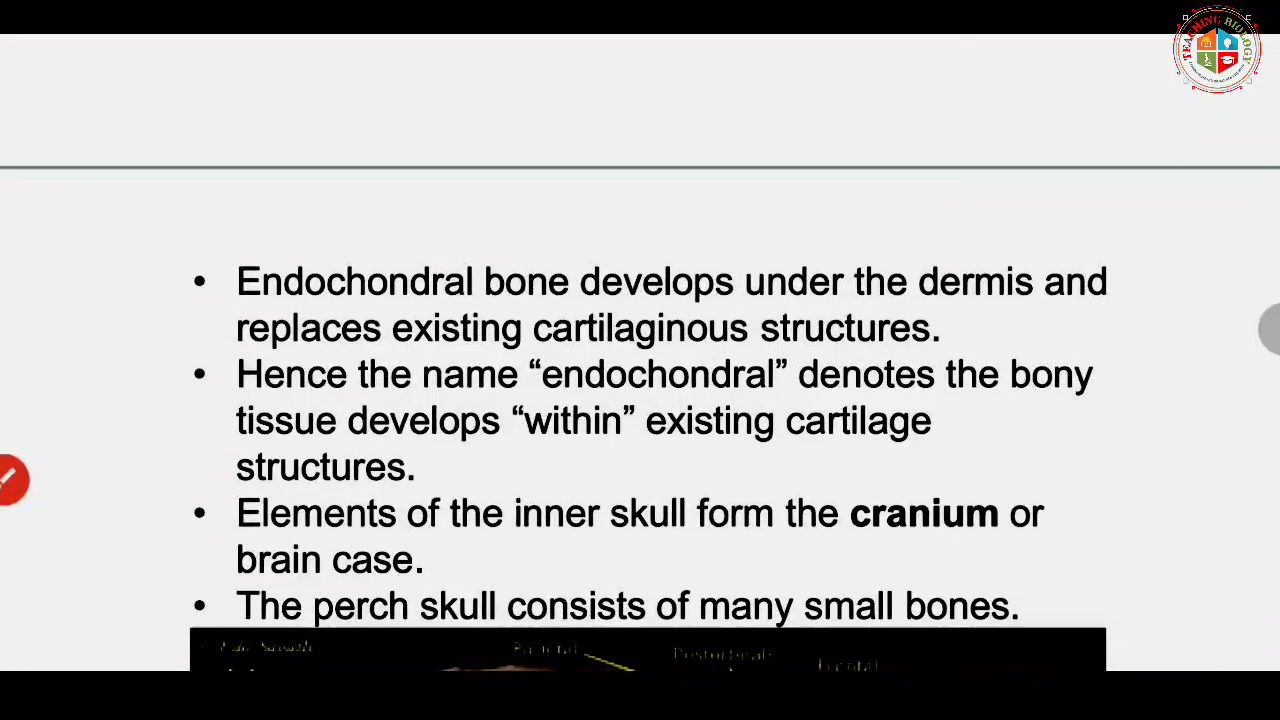 TEACHING BIOLOGY
• Endochondral bone develops under the dermis and
replaces existing cartilaginous structures.
• Hence the name “endochondral” denotes the bony
tissue develops “within” existing cartilage
structures.
• Elements of the inner skull form the cranium or
brain case.
• The perch skull consists of many small bones.